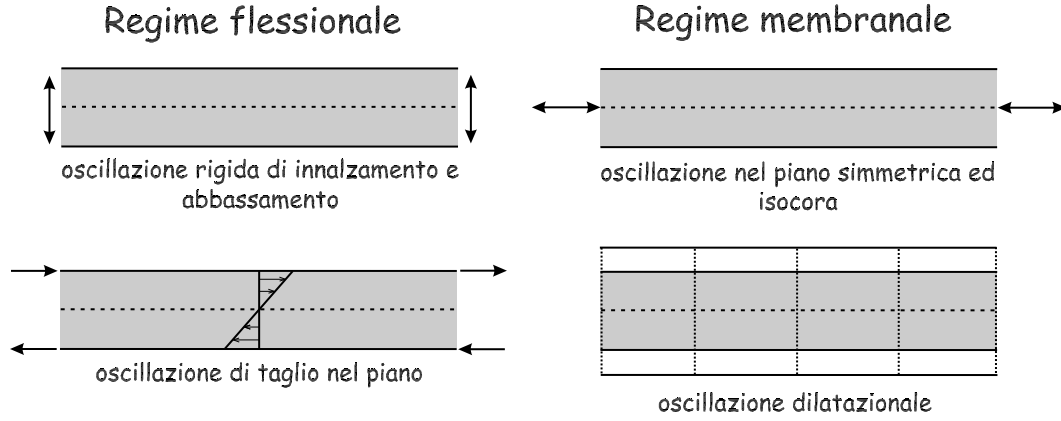 Regime flessionale
Regime membranale
oscillazione rigida di innalzamento e
abbassamento
oscillazione nel piano simmetrica ed
isocora
oscillazione di taglio nel piano
oscillazione dilatazionale